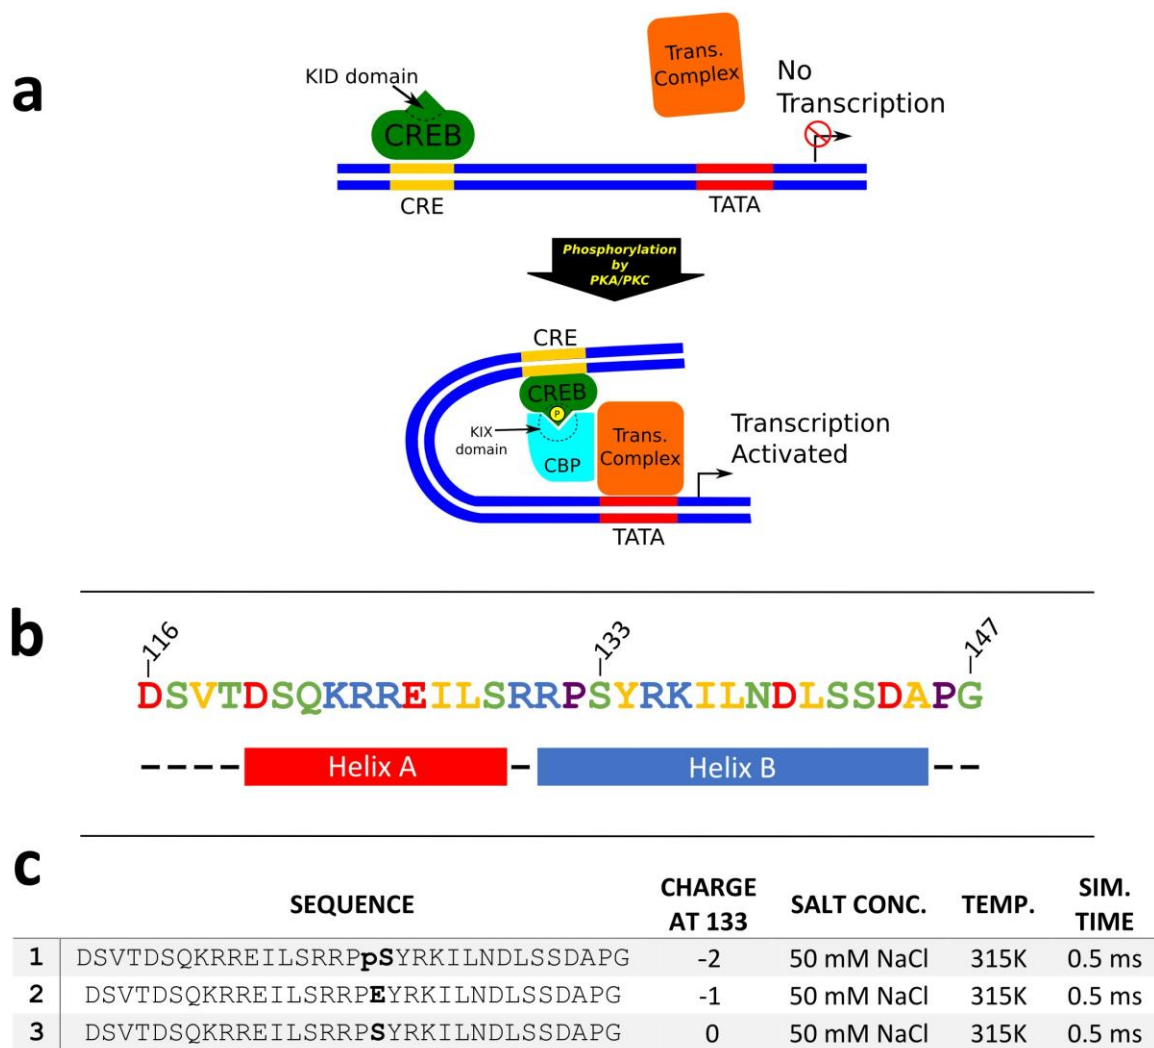 a
KID domain
CREB
CRE
Trans.
Complex
No
Transcription
TATA
Phosphorylation
by
PKA/PKC
CRE
CREB
P
KIX
domain
CBP
Trans.
Complex
Transcription
Activated
TATA
b
116
133
147
DSVTDSQKRREILSRRPSYRKILNDLSSDAPG
Helix A
Helix B
c
SEQUENCE CHARGE AT 133 SALT CONC. TEMP. SIM. TIME
1 DSVTDSQKRREILSRRPpSYRKILNDLSSDAPG -2 50 mM NaCl 315K 0.5 ms
2 DSVTDSQKRREILSRRPEYRKILNDLSSDAPG -1 50 mM NaCl 315K 0.5 ms
3 DSVTDSQKRREILSRRPSYRKILNDLSSDAPG 0 50 mM NaCl 315K 0.5 ms